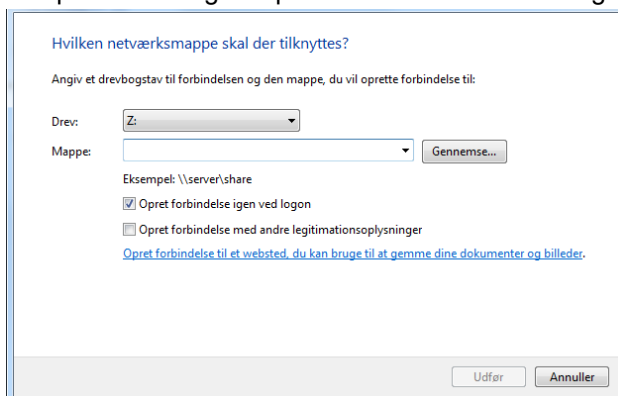 Hvilken netværksmappe skal der tilknyttes?
Angiv et drevbogstav til forbindelsen og den mappe, du vil oprette forbindelse til:
Drev: Z:
Mappe: Gennemse...
Eksempel: \\server\share
Opret forbindelse igen ved logon
Opret forbindelse med andre legitimationsoplysninger
Opret forbindelse til et websted, du kan bruge til at gemme dine dokumenter og billeder.
Udfør Annuller